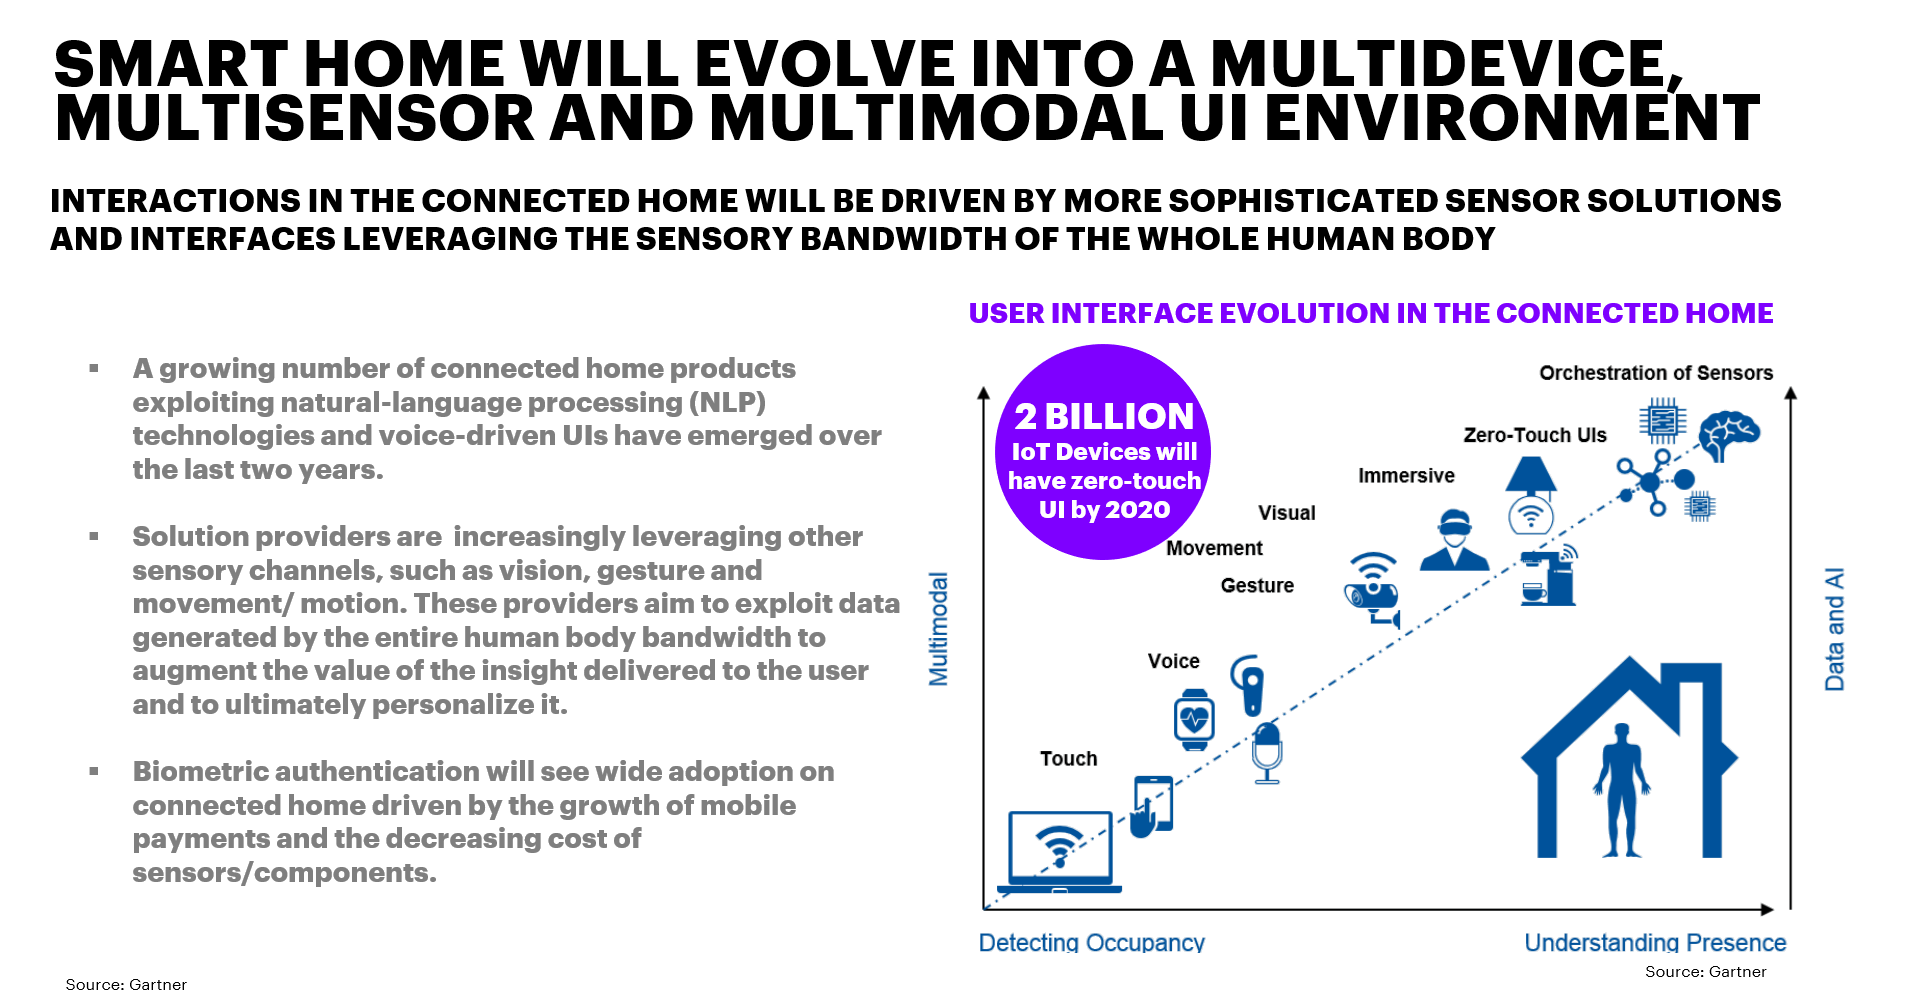 SMART HOME WILL EVOLVE INTO A MULTIDEVICE,
MULTISENSOR AND MULTIMODAL UI ENVIRONMENT
INTERACTIONS IN THE CONNECTED HOME WILL BE DRIVEN BY MORE SOPHISTICATED SENSOR SOLUTIONS
AND INTERFACES LEVERAGING THE SENSORY BANDWIDTH OF THE WHOLE HUMAN BODY
▪ A growing number of connected home products
exploiting natural-language processing (NLP)
technologies and voice-driven UIs have emerged over
the last two years.
▪ Solution providers are  increasingly leveraging other
sensory channels, such as vision, gesture and
movement/ motion. These providers aim to exploit data
generated by the entire human body bandwidth to
augment the value of the insight delivered to the user
and to ultimately personalize it.
▪ Biometric authentication will see wide adoption on
connected home driven by the growth of mobile
payments and the decreasing cost of
sensors/components.
Source: Gartner
USER INTERFACE EVOLUTION IN THE CONNECTED HOME
2 BILLION
IoT Devices will
have zero-touch
UI by 2020
Orchestration of Sensors
Zero-Touch UIs
Immersive
Visual
Movement
Gesture
Voice
Touch
Multimodal
Data and AI
Detecting Occupancy
Understanding Presence
Source: Gartner